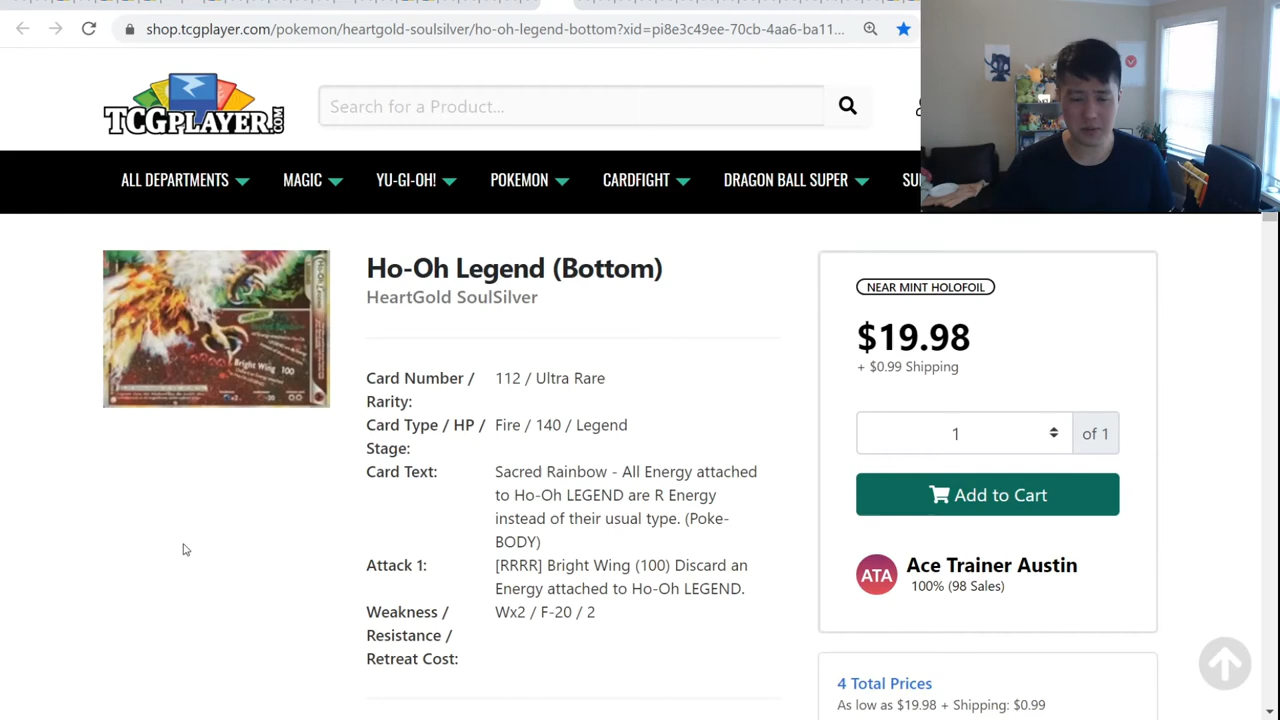 shop.tcgplayer.com/pokemon/heartgold-soulsilver/ho-oh-legend-bottom?xid=pi8e3c49ee-70cb-4aa6-ba11...
TCGPLAYER.COM
Search for a Product...
ALL DEPARTMENTS
MAGIC
YU-GI-OH!
POKEMON
CARDFIGHT
DRAGON BALL SUPER
Ho-Oh Legend (Bottom)
HeartGold SoulSilver
Card Number / Rarity:
112 / Ultra Rare
Card Type / HP / Stage:
Fire / 140 / Legend
Card Text:
Sacred Rainbow - All Energy attached
to Ho-Oh LEGEND are R Energy
instead of their usual type. (Poke-
BODY)
Attack 1:
[RRRR] Bright Wing (100) Discard an
Energy attached to Ho-Oh LEGEND.
Weakness / Resistance / Retreat Cost:
Wx2 / F-20 / 2
Bright Wing 100
NEAR MINT HOLOFOIL
$19.98
+ $0.99 Shipping
1
of 1
Add to Cart
ATA
Ace Trainer Austin
100% (98 Sales)
4 Total Prices
As low as $19.98 + Shipping: $0.99